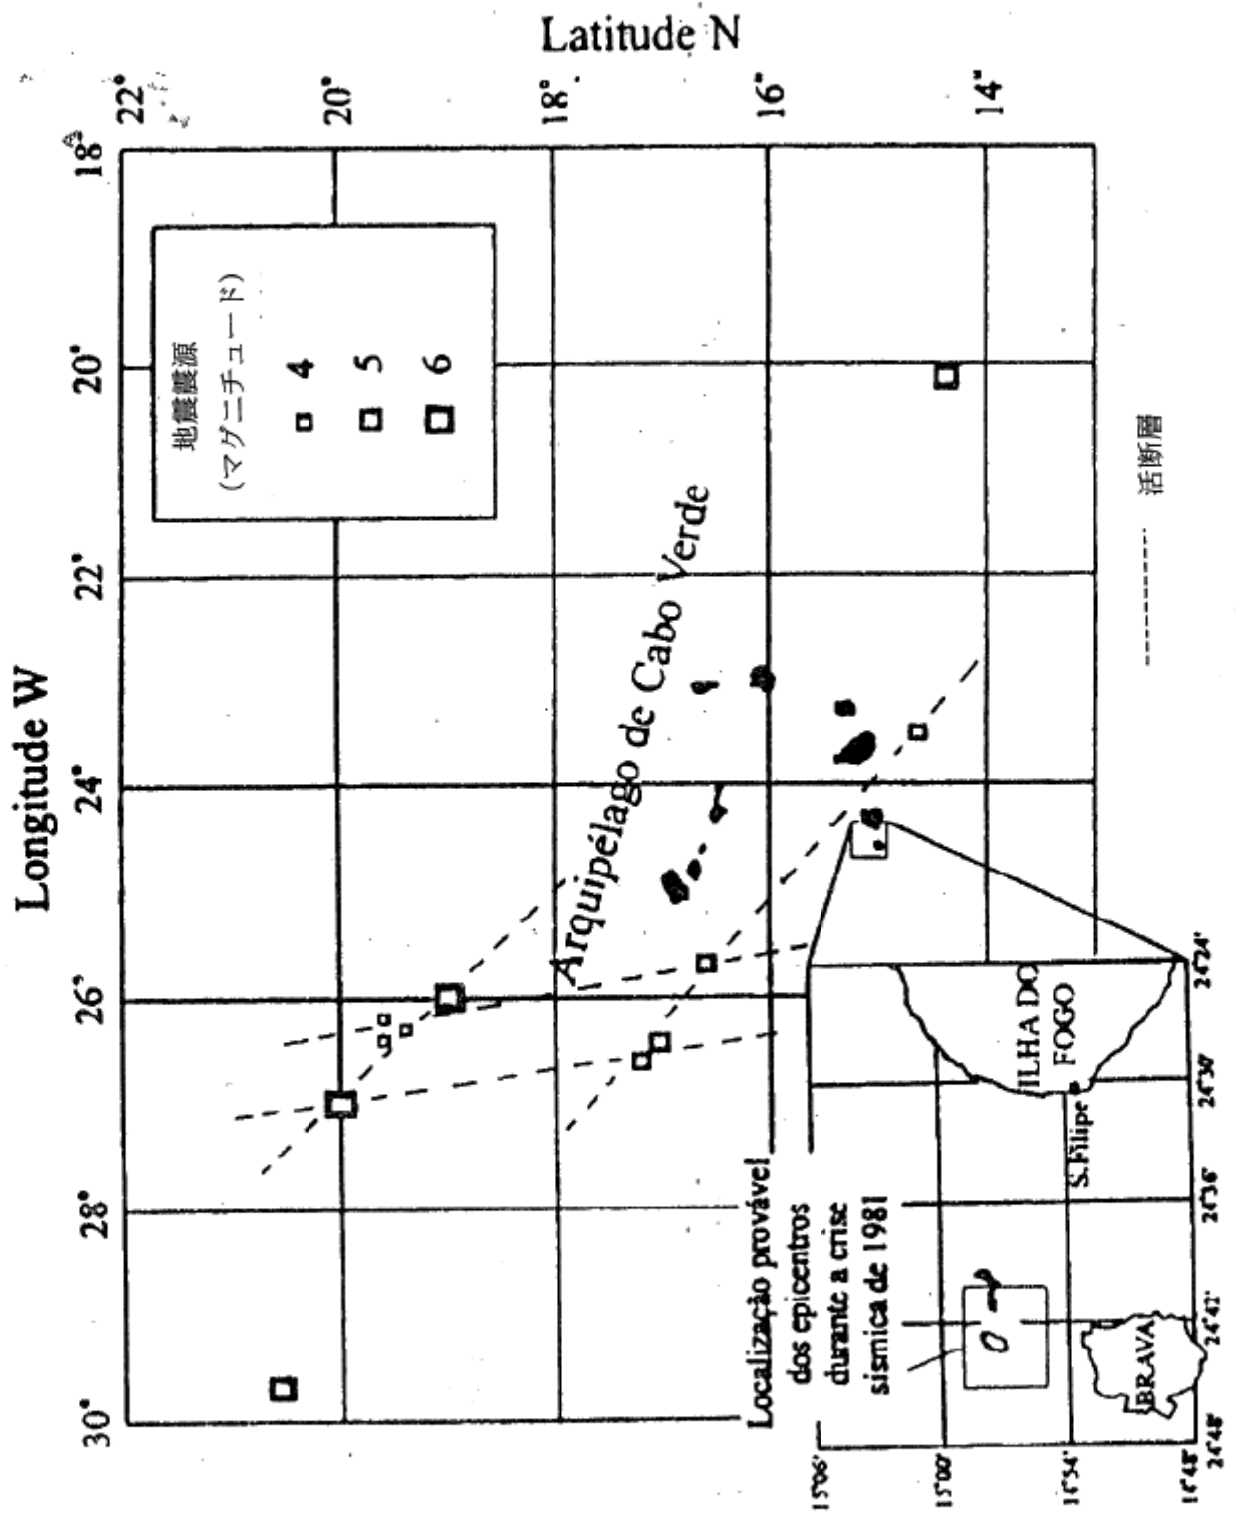 Longitude W
30°
28°
26°
24°
22°
20°
18°
22°
20°
18°
16°
14°
Latitude N
地震震源
(マグニチュード)
4
5
6
Arquipélago de Cabo Verde
Localização provável
dos epicentros
durante a crise
sismica de 1981
ILHA DO
FOGO
S.Filipe
BRAVA
15°06'
15°00'
14°54'
14°48'
24°48'
24°42'
24°36'
24°30'
24°24'
活断層